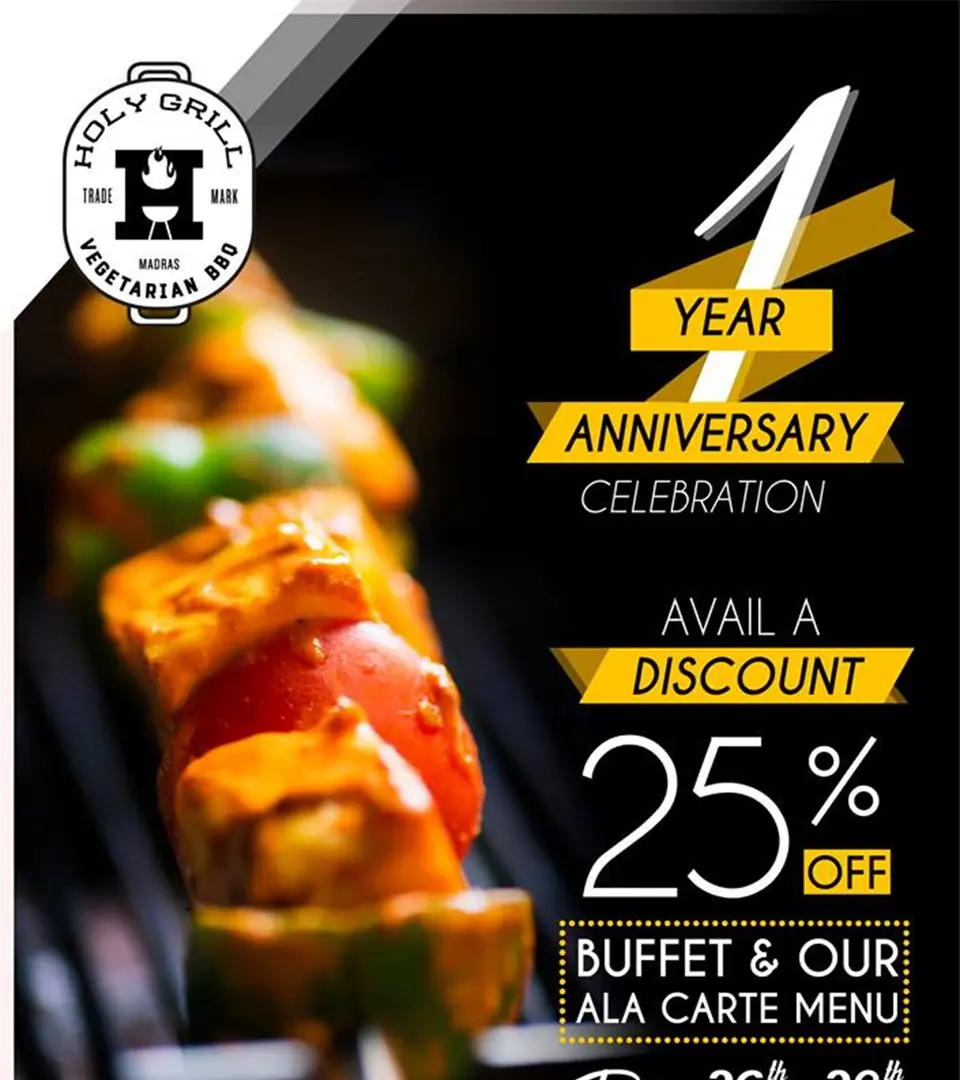 HOLY GRILL
TRADE MARK
H
MADRAS
VEGETARIAN BBQ
1
YEAR
ANNIVERSARY
CELEBRATION
AVAIL A
DISCOUNT
25%
OFF
BUFFET & OUR
ALA CARTE MENU